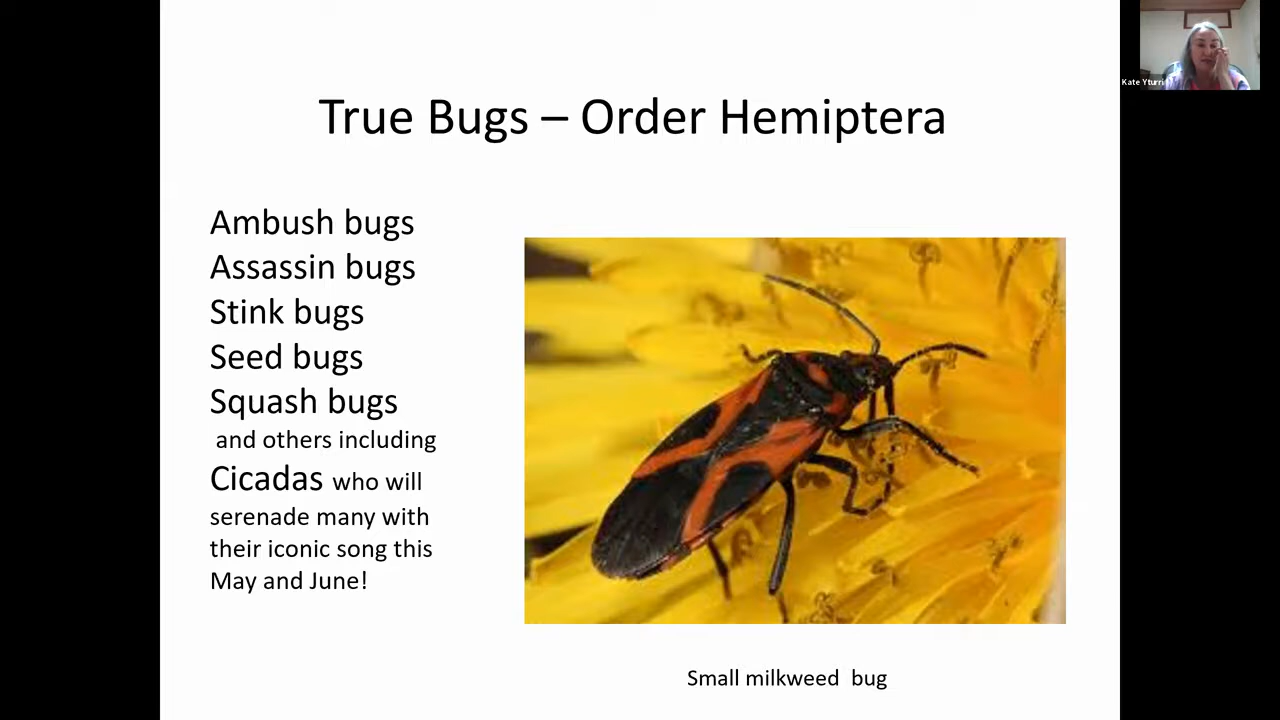 True Bugs – Order Hemiptera
Ambush bugs
Assassin bugs
Stink bugs
Seed bugs
Squash bugs
and others including
Cicadas who will
serenade many with
their iconic song this
May and June!
Small milkweed bug
Kate